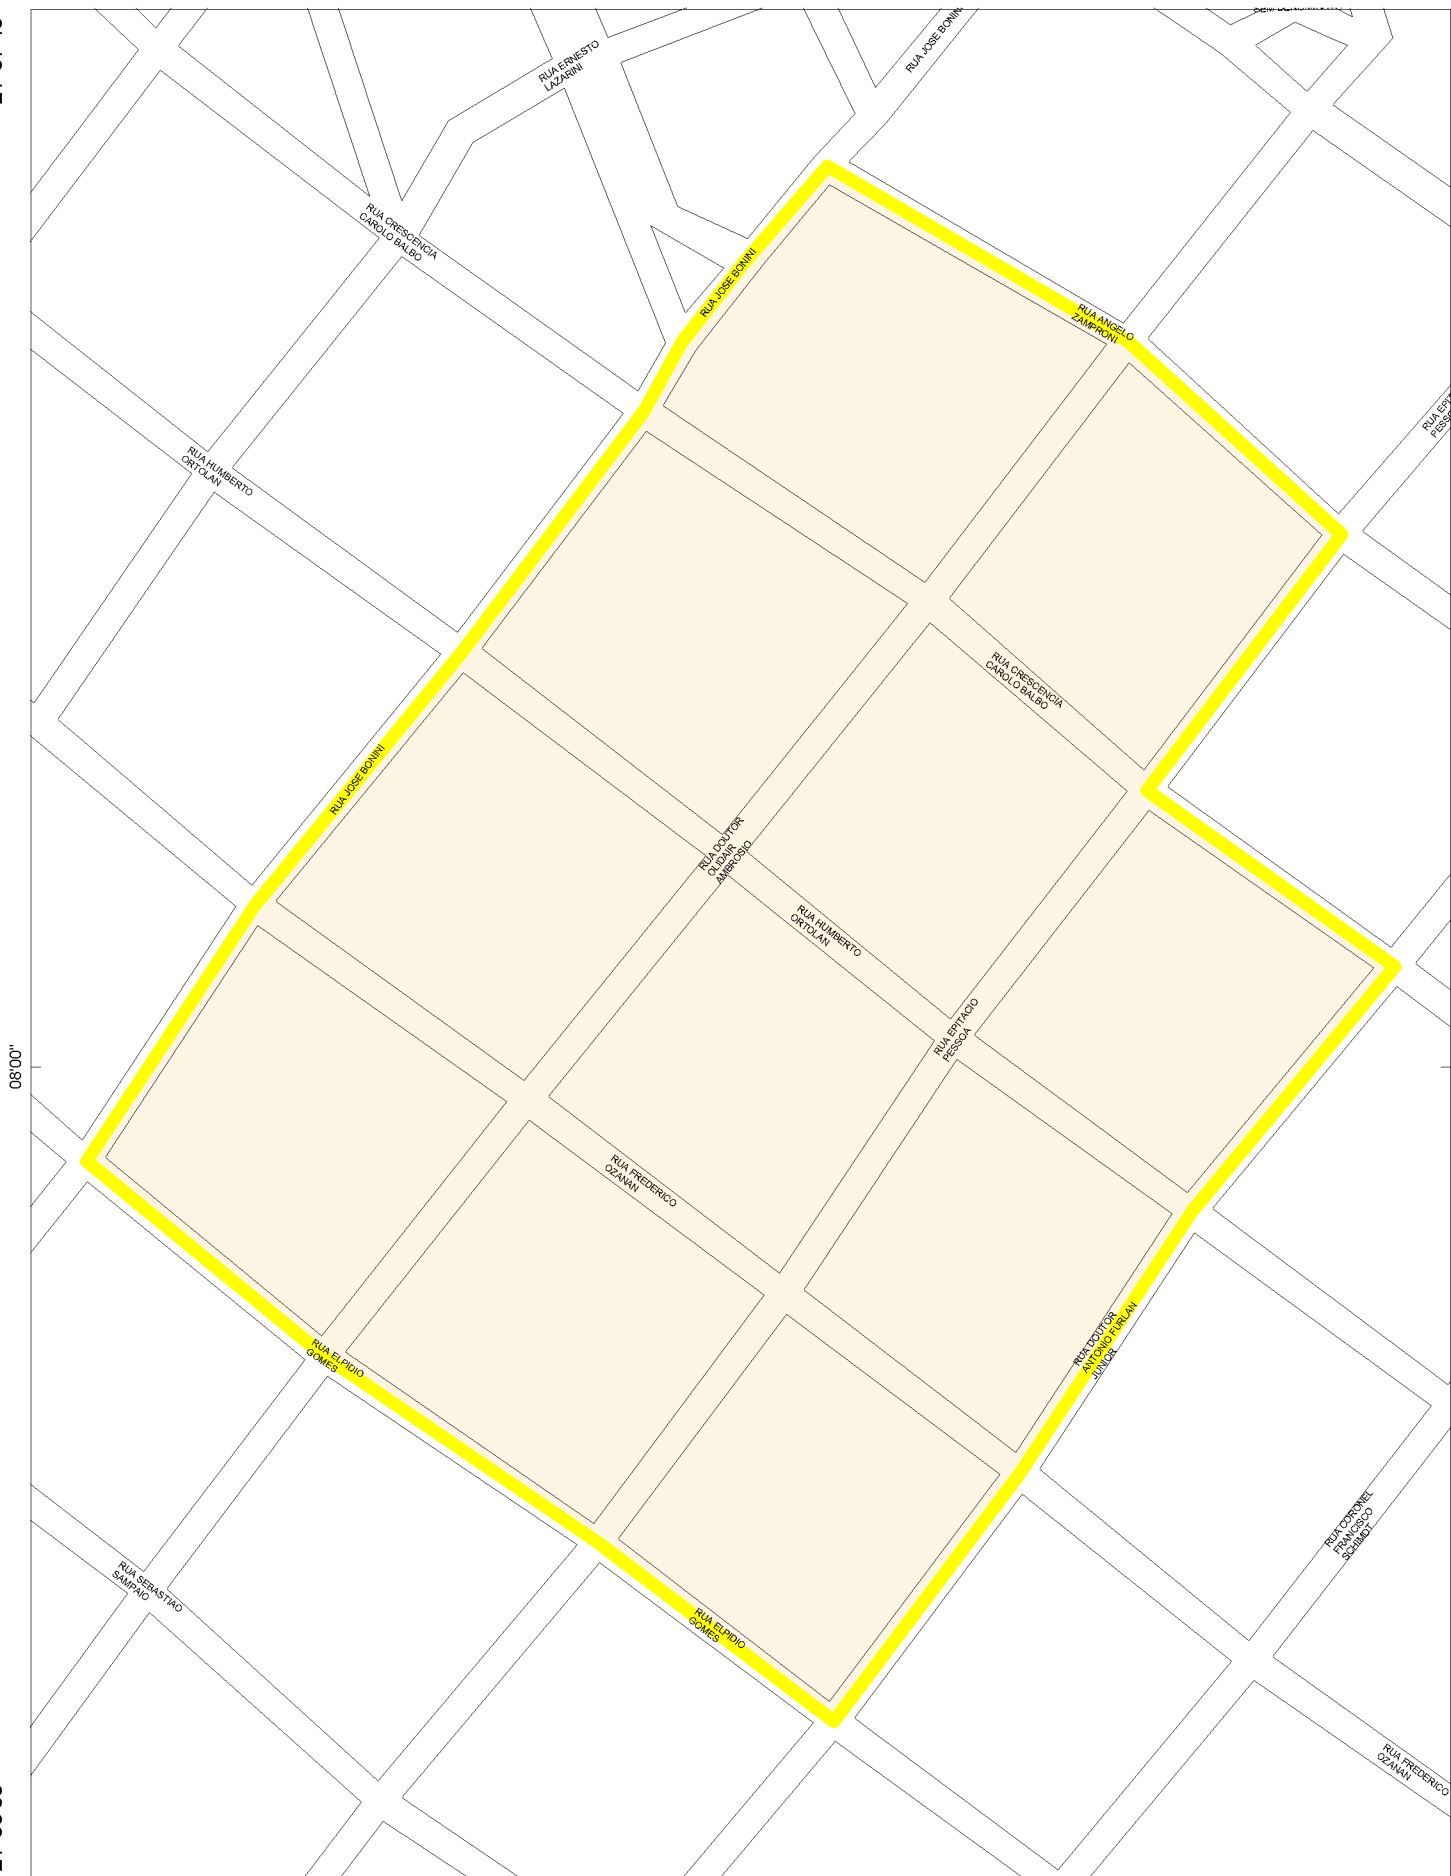 RUA JOSE BONINI
RUA ERNESTO
LAZARINI
RUA CRESCENCIA
CAROLO BALBO
RUA JOSE BONINI
RUA ANGELO
ZAMPRONI
RUA HUMBERTO
ORTOLAN
RUA CRESCENCIA
CAROLO BALBO
RUA JOSE BONINI
RUA DOUTOR
OLIDAIR
AMBROSIO
RUA HUMBERTO
ORTOLAN
RUA EPITACIO
PESSOA
08'00"
RUA FREDERICO
OZANAN
RUA DOUTOR
ANTONIO FURLAN
JUNIOR
RUA ELPIDIO
GOMES
RUA CORONEL
FRANCISCO
SCHIMDT
RUA SEBASTIAO
SAMPAIO
RUA ELPIDIO
GOMES
RUA FREDERICO
OZANAN